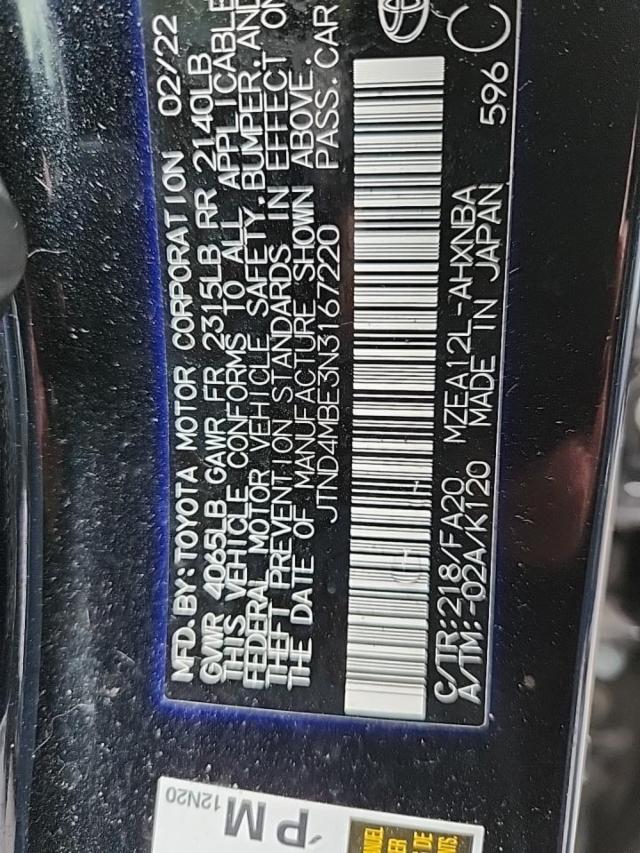 MFD.BY:TOYOTA MOTOR CORPORATION 02/22
GVWR 4065LB GAWR FR 2315LB RR 2140LB
THIS VEHICLE CONFORMS TO ALL APPLICABLE
FEDERAL MOTOR VEHICLE SAFETY,BUMPER,AND
THEFT PREVENTION STANDARDS IN EFFECT ON
THE DATE OF MANUFACTURE SHOWN ABOVE.
JTND4MBE3N3167220 PASS.CAR
C/TR:218/FA20 MZEA12L-AHXNBA
A/TM:-02A/K120 MADE IN JAPAN 596 C
PM
12N20
DE